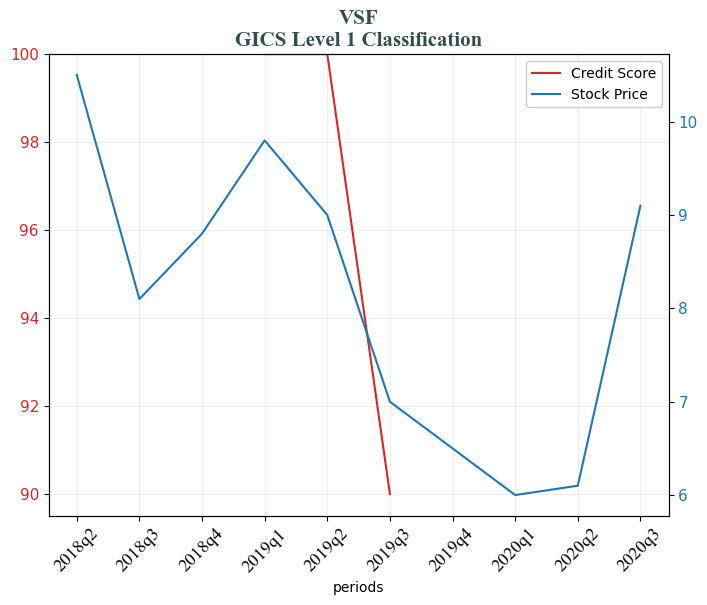 VSF
GICS Level 1 Classification
Credit Score
Stock Price
100
98
96
94
92
90
10
9
8
7
6
2018q2
2018q3
2018q4
2019q1
2019q2
2019q3
2019q4
2020q1
2020q2
2020q3
periods